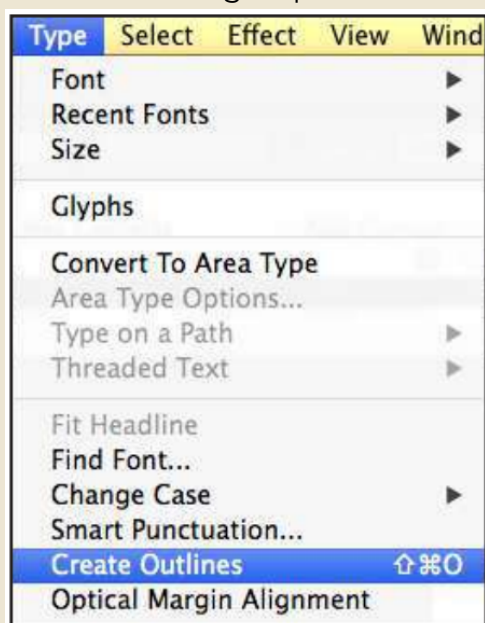 Type Select Effect View Wind
Font ▶
Recent Fonts ▶
Size ▶
Glyphs
Convert To Area Type
Area Type Options...
Type on a Path ▶
Threaded Text ▶
Fit Headline
Find Font...
Change Case ▶
Smart Punctuation...
Create Outlines ⇧⌘O
Optical Margin Alignment